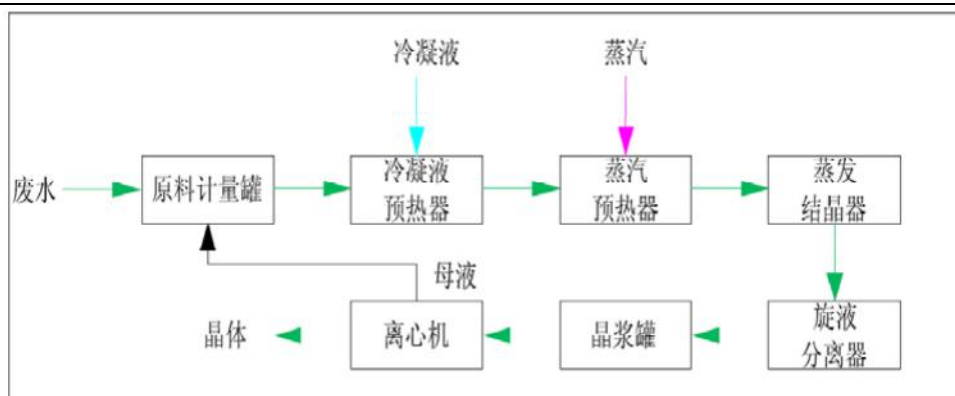 冷凝液
蒸汽
废水
原料计量罐
冷凝液
预热器
蒸汽
预热器
蒸发
结晶器
母液
晶体
离心机
晶浆罐
旋液
分离器